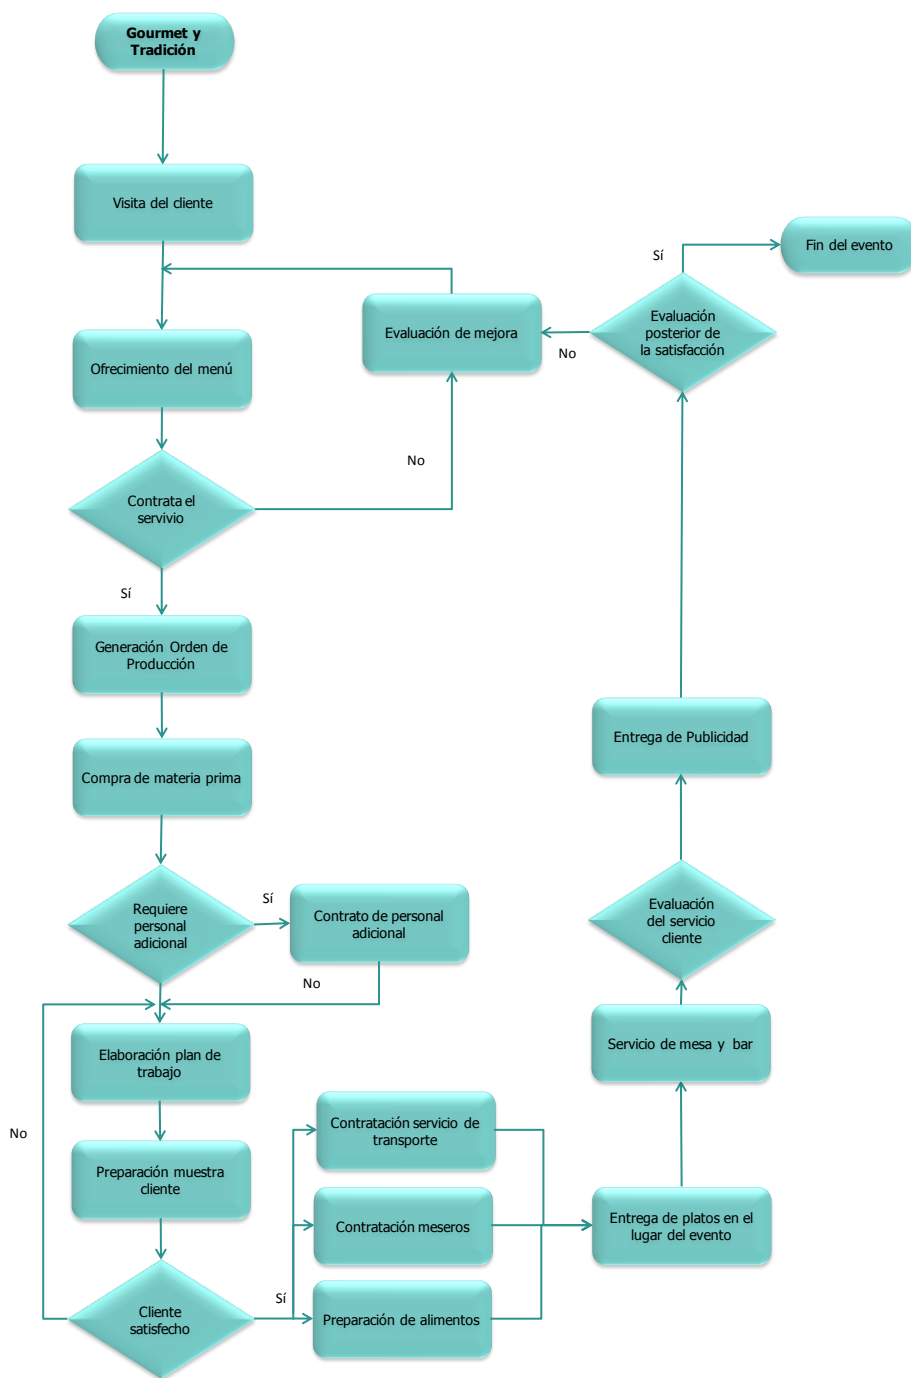 Gourmet y
Tradición
Visita del cliente
Ofrecimiento del menú
Contrata el
servivio
No
Evaluación de mejora
Sí
Generación Orden de
Producción
Compra de materia prima
Requiere
personal
adicional
Sí
Contrato de personal
adicional
No
Elaboración plan de
trabajo
Preparación muestra
cliente
Cliente
satisfecho
No
Sí
Contratación servicio de
transporte
Contratación meseros
Preparación de alimentos
Entrega de platos en el
lugar del evento
Servicio de mesa y bar
Evaluación
del servicio
cliente
Entrega de Publicidad
Evaluación
posterior de
la satisfacción
No
Sí
Fin del evento